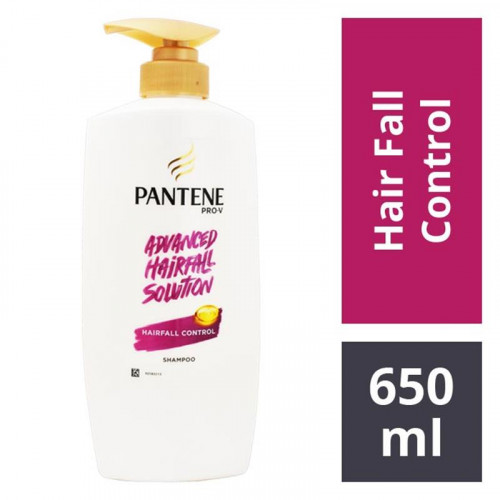 PANTENE
PRO-V
ADVANCED
HAIRFALL
SOLUTION
HAIRFALL CONTROL
SHAMPOO
Hair Fall
Control
650
ml